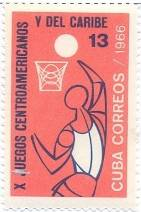 X JUEGOS CENTROAMERICANOS
Y DEL CARIBE
13
CUBA CORREOS / 1966